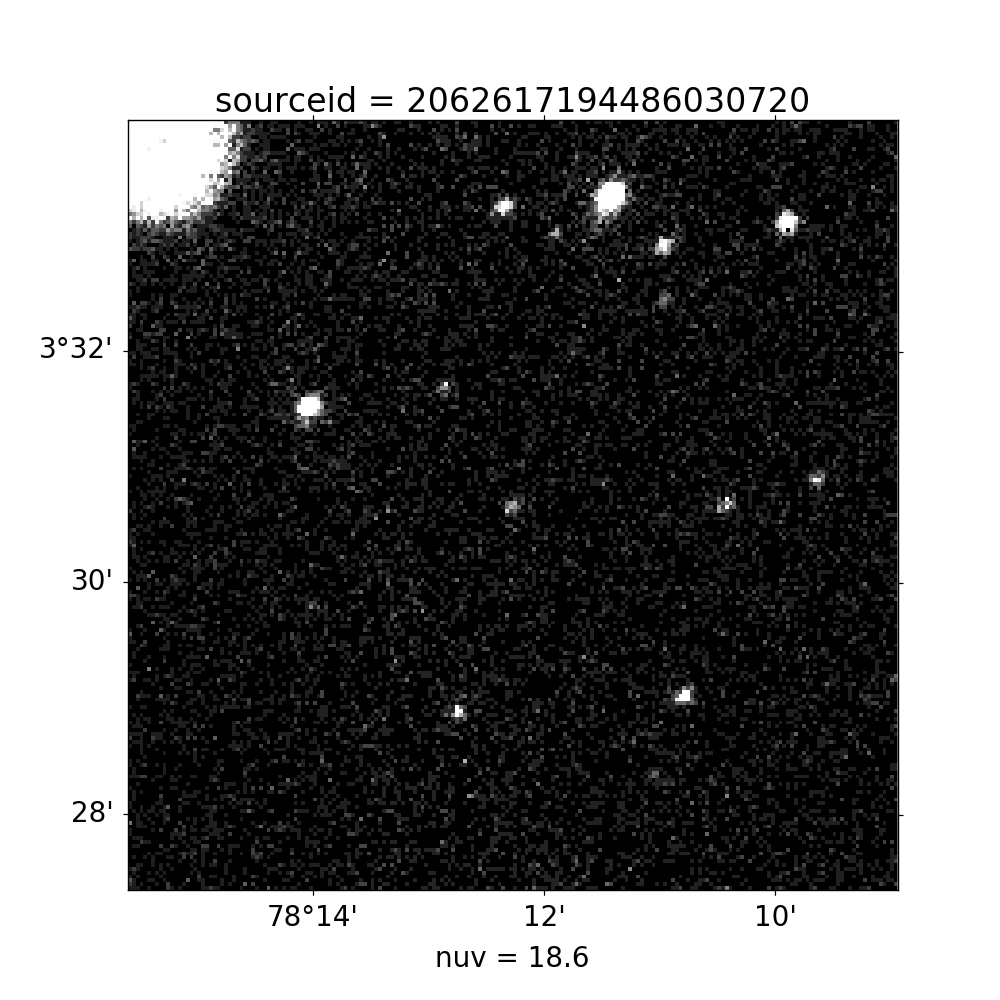 sourceid = 2062617194486030720
3°32'
30'
28'
78°14' 12' 10'
nuv = 18.6